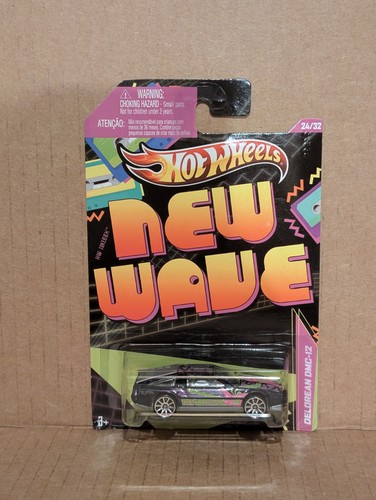 WARNING:
CHOKING HAZARD - Small parts.
Not for children under 3 years.
ATENÇÃO:
24/32
HOT WHEELS
NEW
WAVE
DELOREAN DMC-12
3+